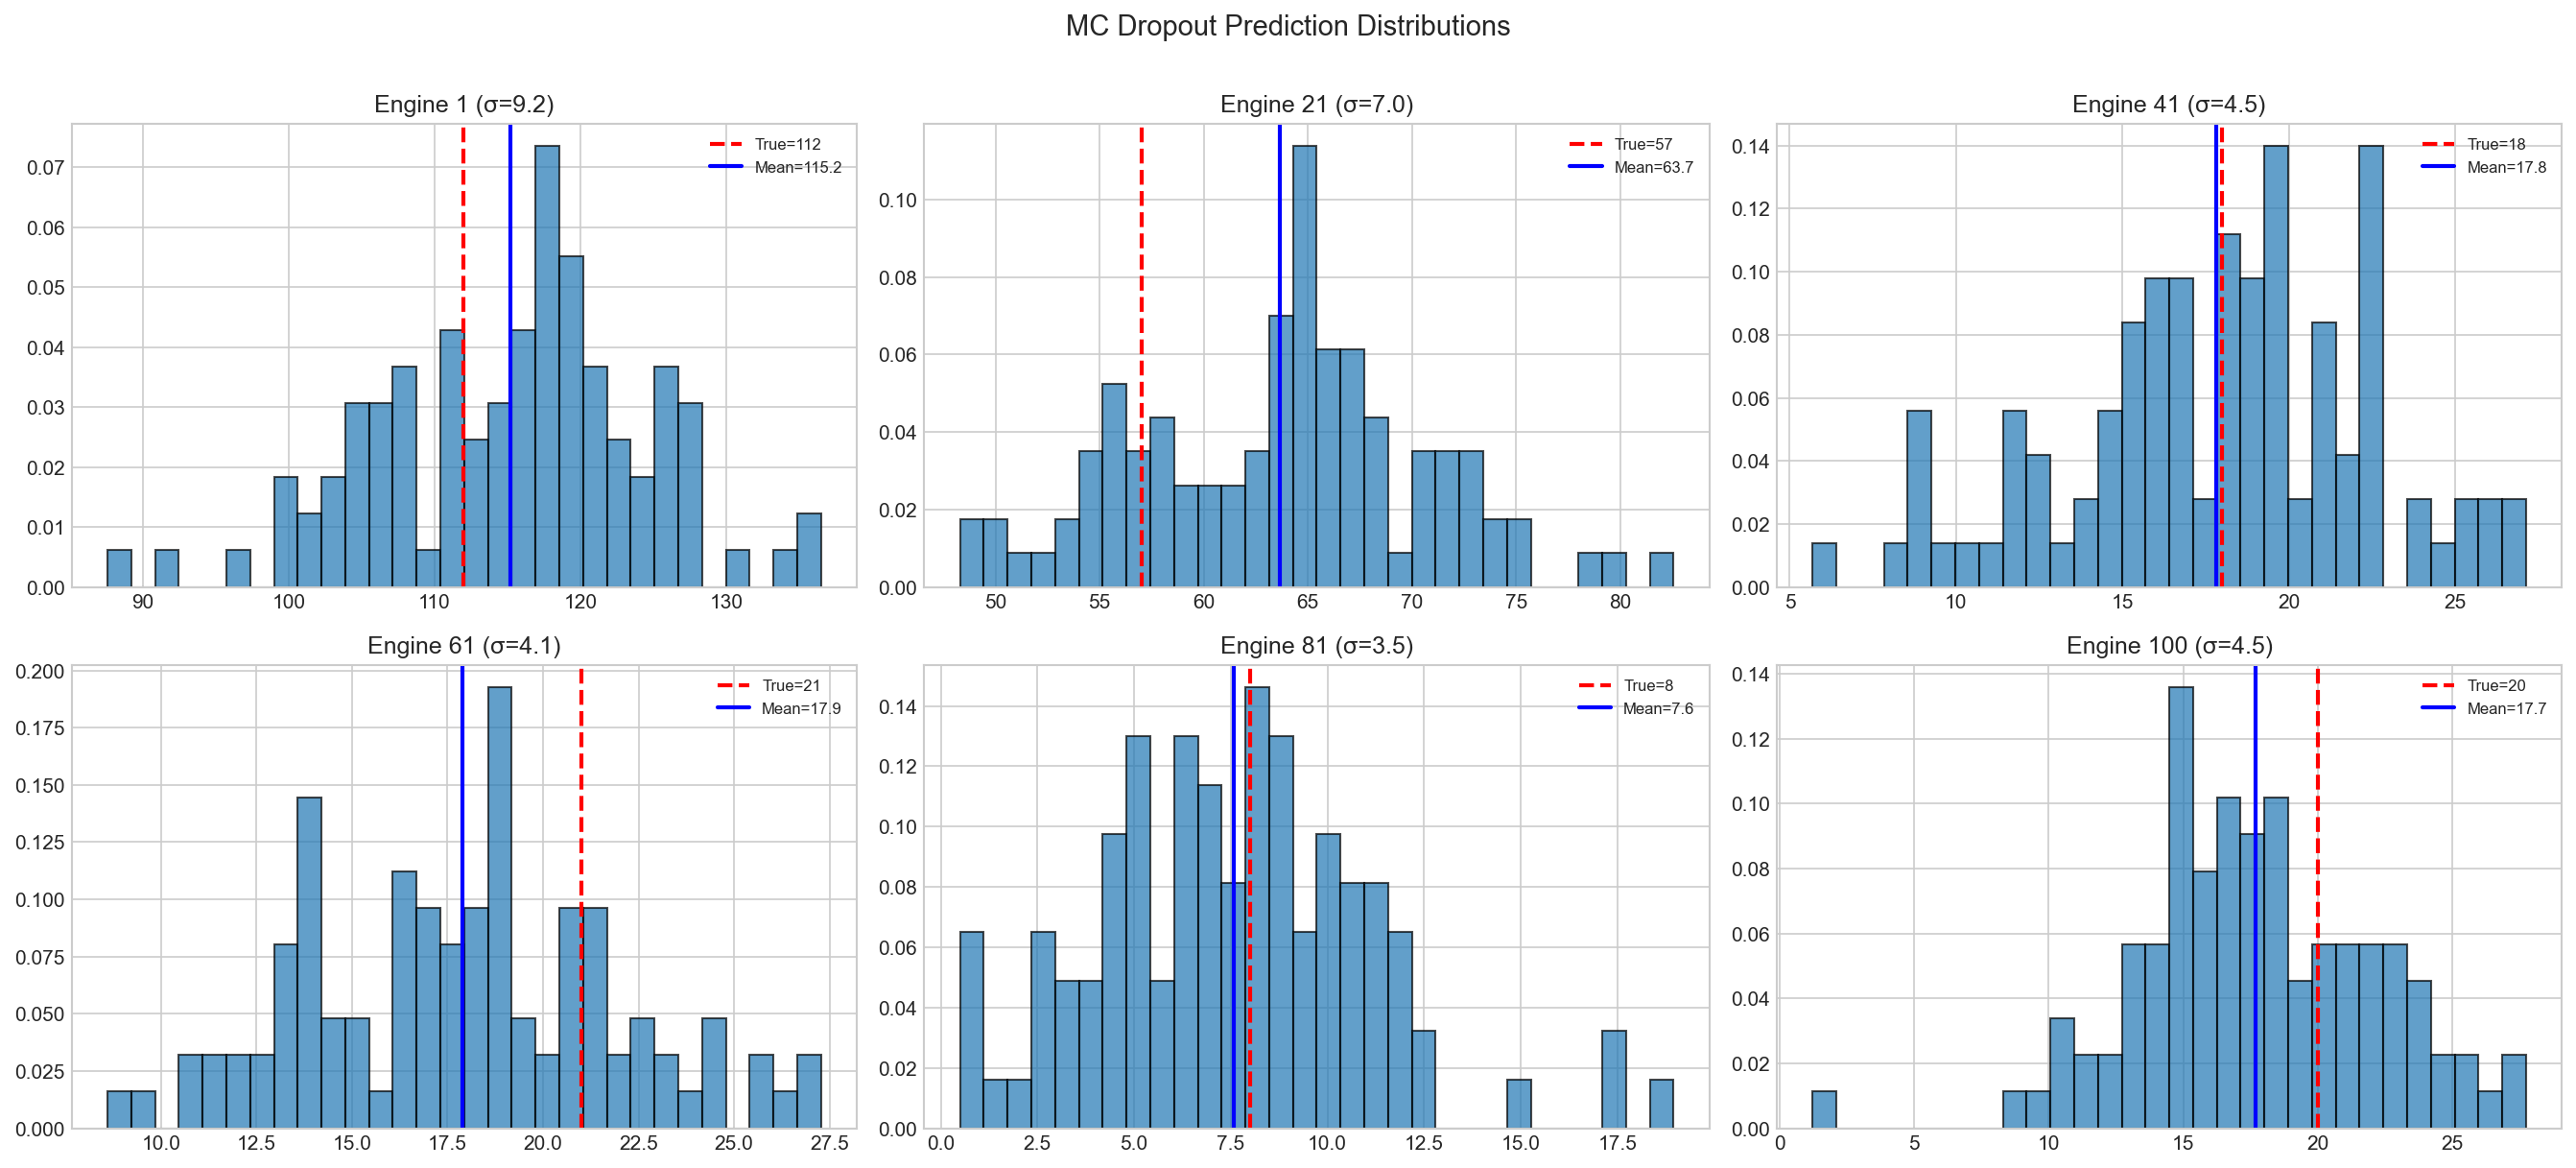 MC Dropout Prediction Distributions
Engine 1 (σ=9.2)
True=112
Mean=115.2
0.07
0.06
0.05
0.04
0.03
0.02
0.01
0.00
90 100 110 120 130
Engine 21 (σ=7.0)
True=57
Mean=63.7
0.10
0.08
0.06
0.04
0.02
0.00
50 55 60 65 70 75 80
Engine 41 (σ=4.5)
True=18
Mean=17.8
0.14
0.12
0.10
0.08
0.06
0.04
0.02
0.00
5 10 15 20 25
Engine 61 (σ=4.1)
True=21
Mean=17.9
0.200
0.175
0.150
0.125
0.100
0.075
0.050
0.025
0.000
10.0 12.5 15.0 17.5 20.0 22.5 25.0 27.5
Engine 81 (σ=3.5)
True=8
Mean=7.6
0.14
0.12
0.10
0.08
0.06
0.04
0.02
0.00
0.0 2.5 5.0 7.5 10.0 12.5 15.0 17.5
Engine 100 (σ=4.5)
True=20
Mean=17.7
0.14
0.12
0.10
0.08
0.06
0.04
0.02
0.00
0 5 10 15 20 25